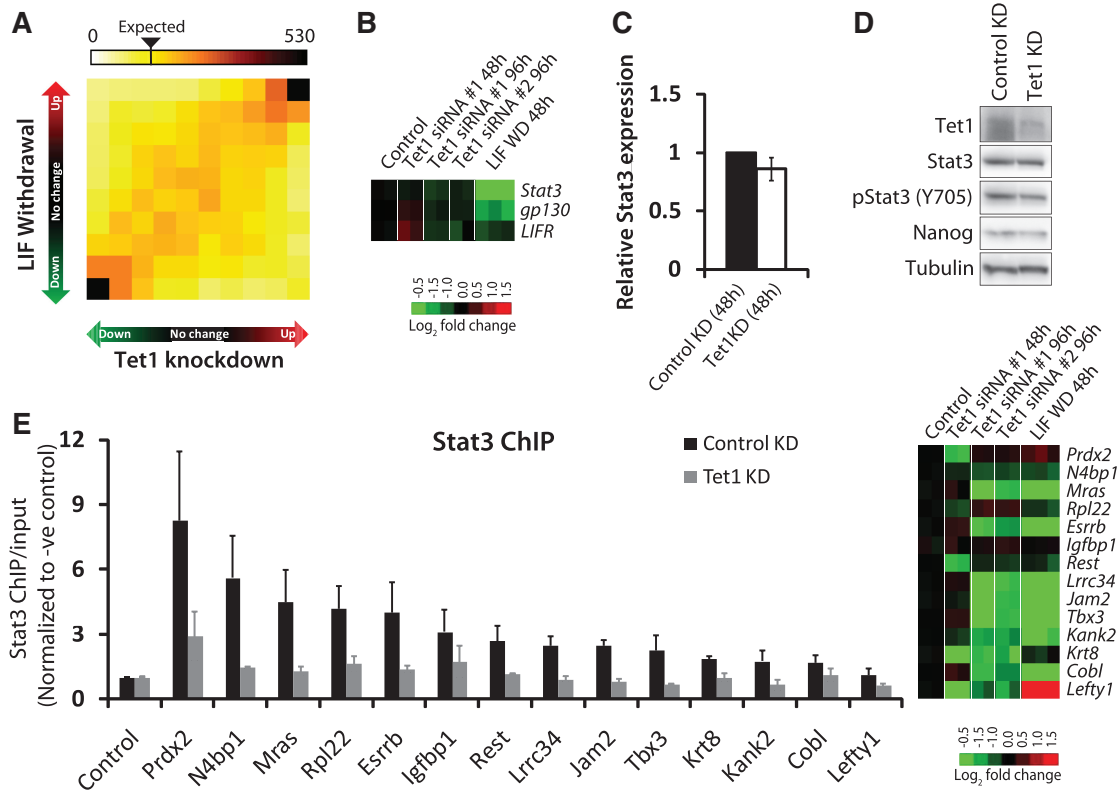 A
0
Expected
530
LIF Withdrawal
Up
No change
Down
Down
No change
Up
Tet1 knockdown
B
Control
Tet1 siRNA #1 48h
Tet1 siRNA #1 96h
Tet1 siRNA #2 96h
LIF WD 48h
Stat3
gp130
LIFR
-0.5
-1.5
-1.0
0.0
0.5
1.0
1.5
Log2 fold change
C
Relative Stat3 expression
1.5
1
0.5
0
Control KD (48h)
Tet1KD (48h)
D
Control KD
Tet1 KD
Tet1
Stat3
pStat3 (Y705)
Nanog
Tubulin
E
Stat3 ChIP
Stat3 ChIP/input
(Normalized to -ve control)
12
9
6
3
0
Control KD
Tet1 KD
Control
Prdx2
N4bp1
Mras
Rpl22
Esrrb
Igfbp1
Rest
Lrrc34
Jam2
Tbx3
Krt8
Kank2
Cobl
Lefty1
Control
Tet1 siRNA #1 48h
Tet1 siRNA #1 96h
Tet1 siRNA #2 96h
LIF WD 48h
Prdx2
N4bp1
Mras
Rpl22
Esrrb
Igfbp1
Rest
Lrrc34
Jam2
Tbx3
Kank2
Krt8
Cobl
Lefty1
-0.5
-1.5
-1.0
0.0
0.5
1.0
1.5
Log2 fold change